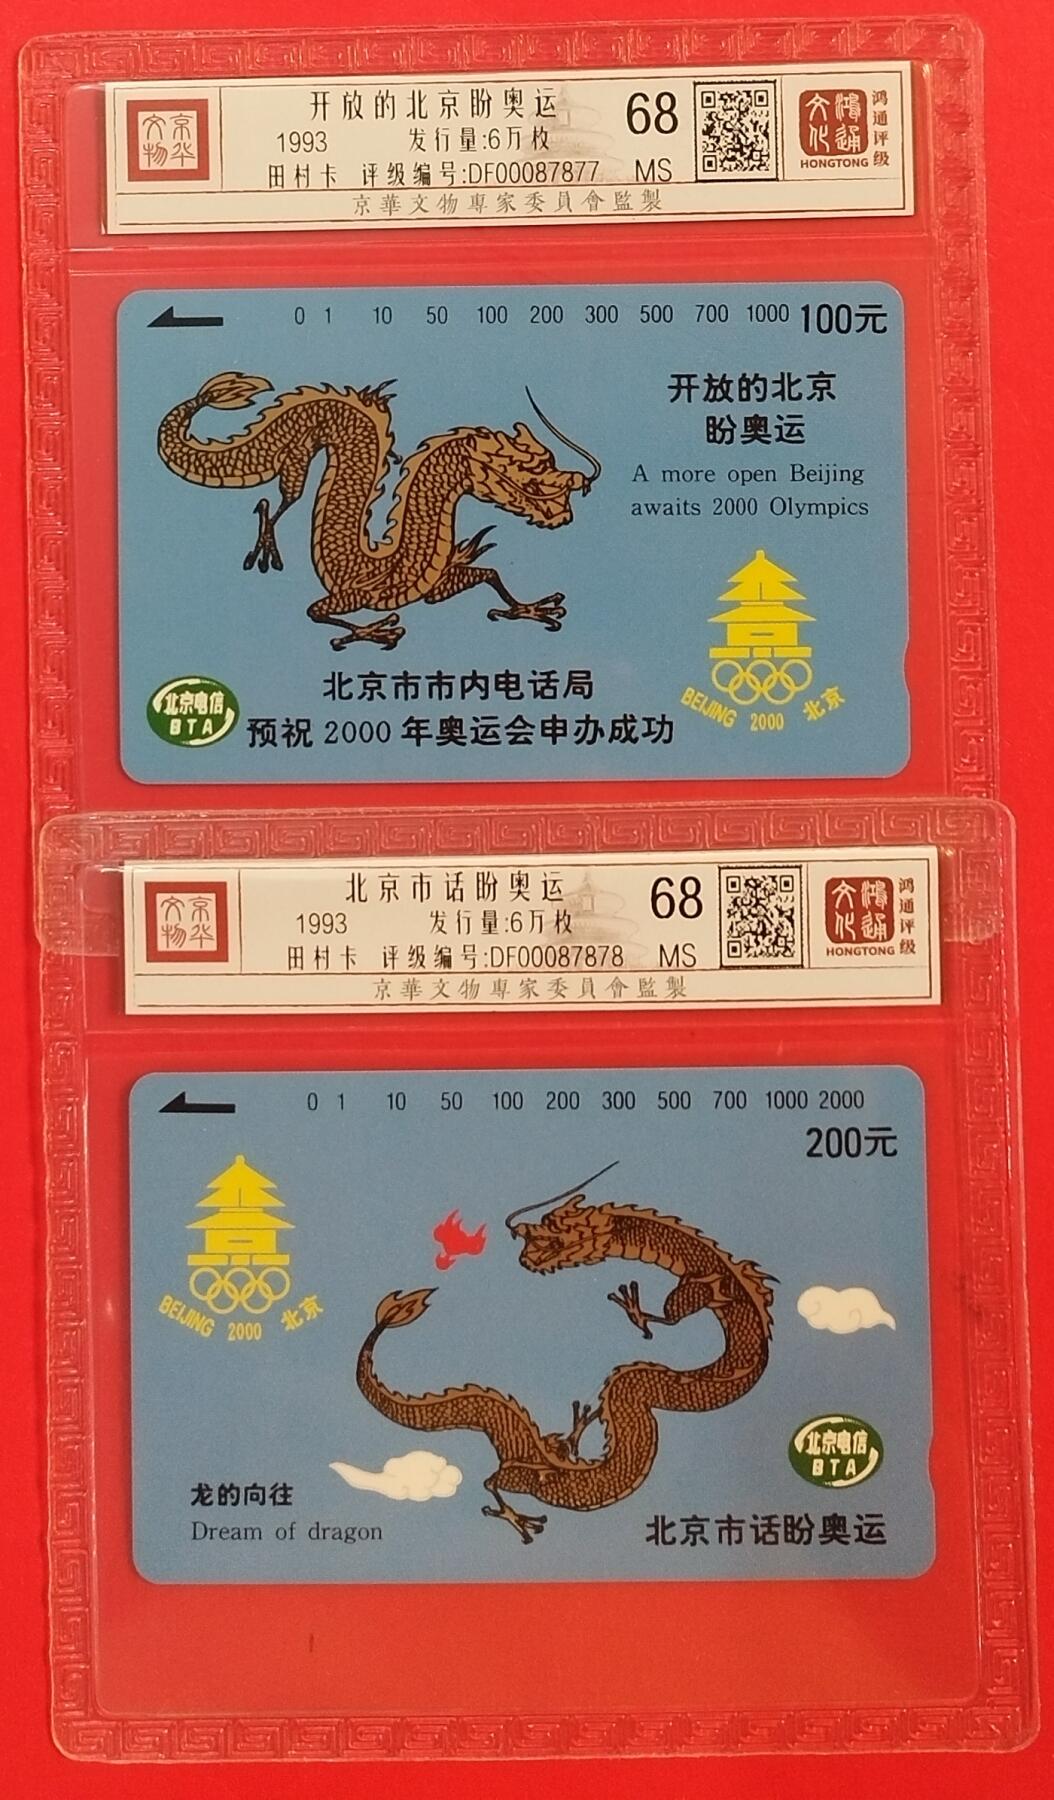 开放的北京盼奥运
1993 发行量:6万枚
田村卡 评级编号:DF00087877
68
MS
京華文物專家委員會監製
京华文物
鸿通文化
HONGTONG
鸿通评级
0 1 10 50 100 200 300 500 700 1000 100元
开放的北京
盼奥运
A more open Beijing
awaits 2000 Olympics
BEIJING 2000 北京
北京电信
BTA
北京市市内电话局
预祝 2000 年奥运会申办成功
北京市话盼奥运
1993 发行量:6万枚
田村卡 评级编号:DF00087878
68
MS
京華文物專家委員會監製
京华文物
鸿通文化
HONGTONG
鸿通评级
0 1 10 50 100 200 300 500 700 1000 2000
200元
BEIJING 2000 北京
北京电信
BTA
龙的向往
Dream of dragon
北京市话盼奥运